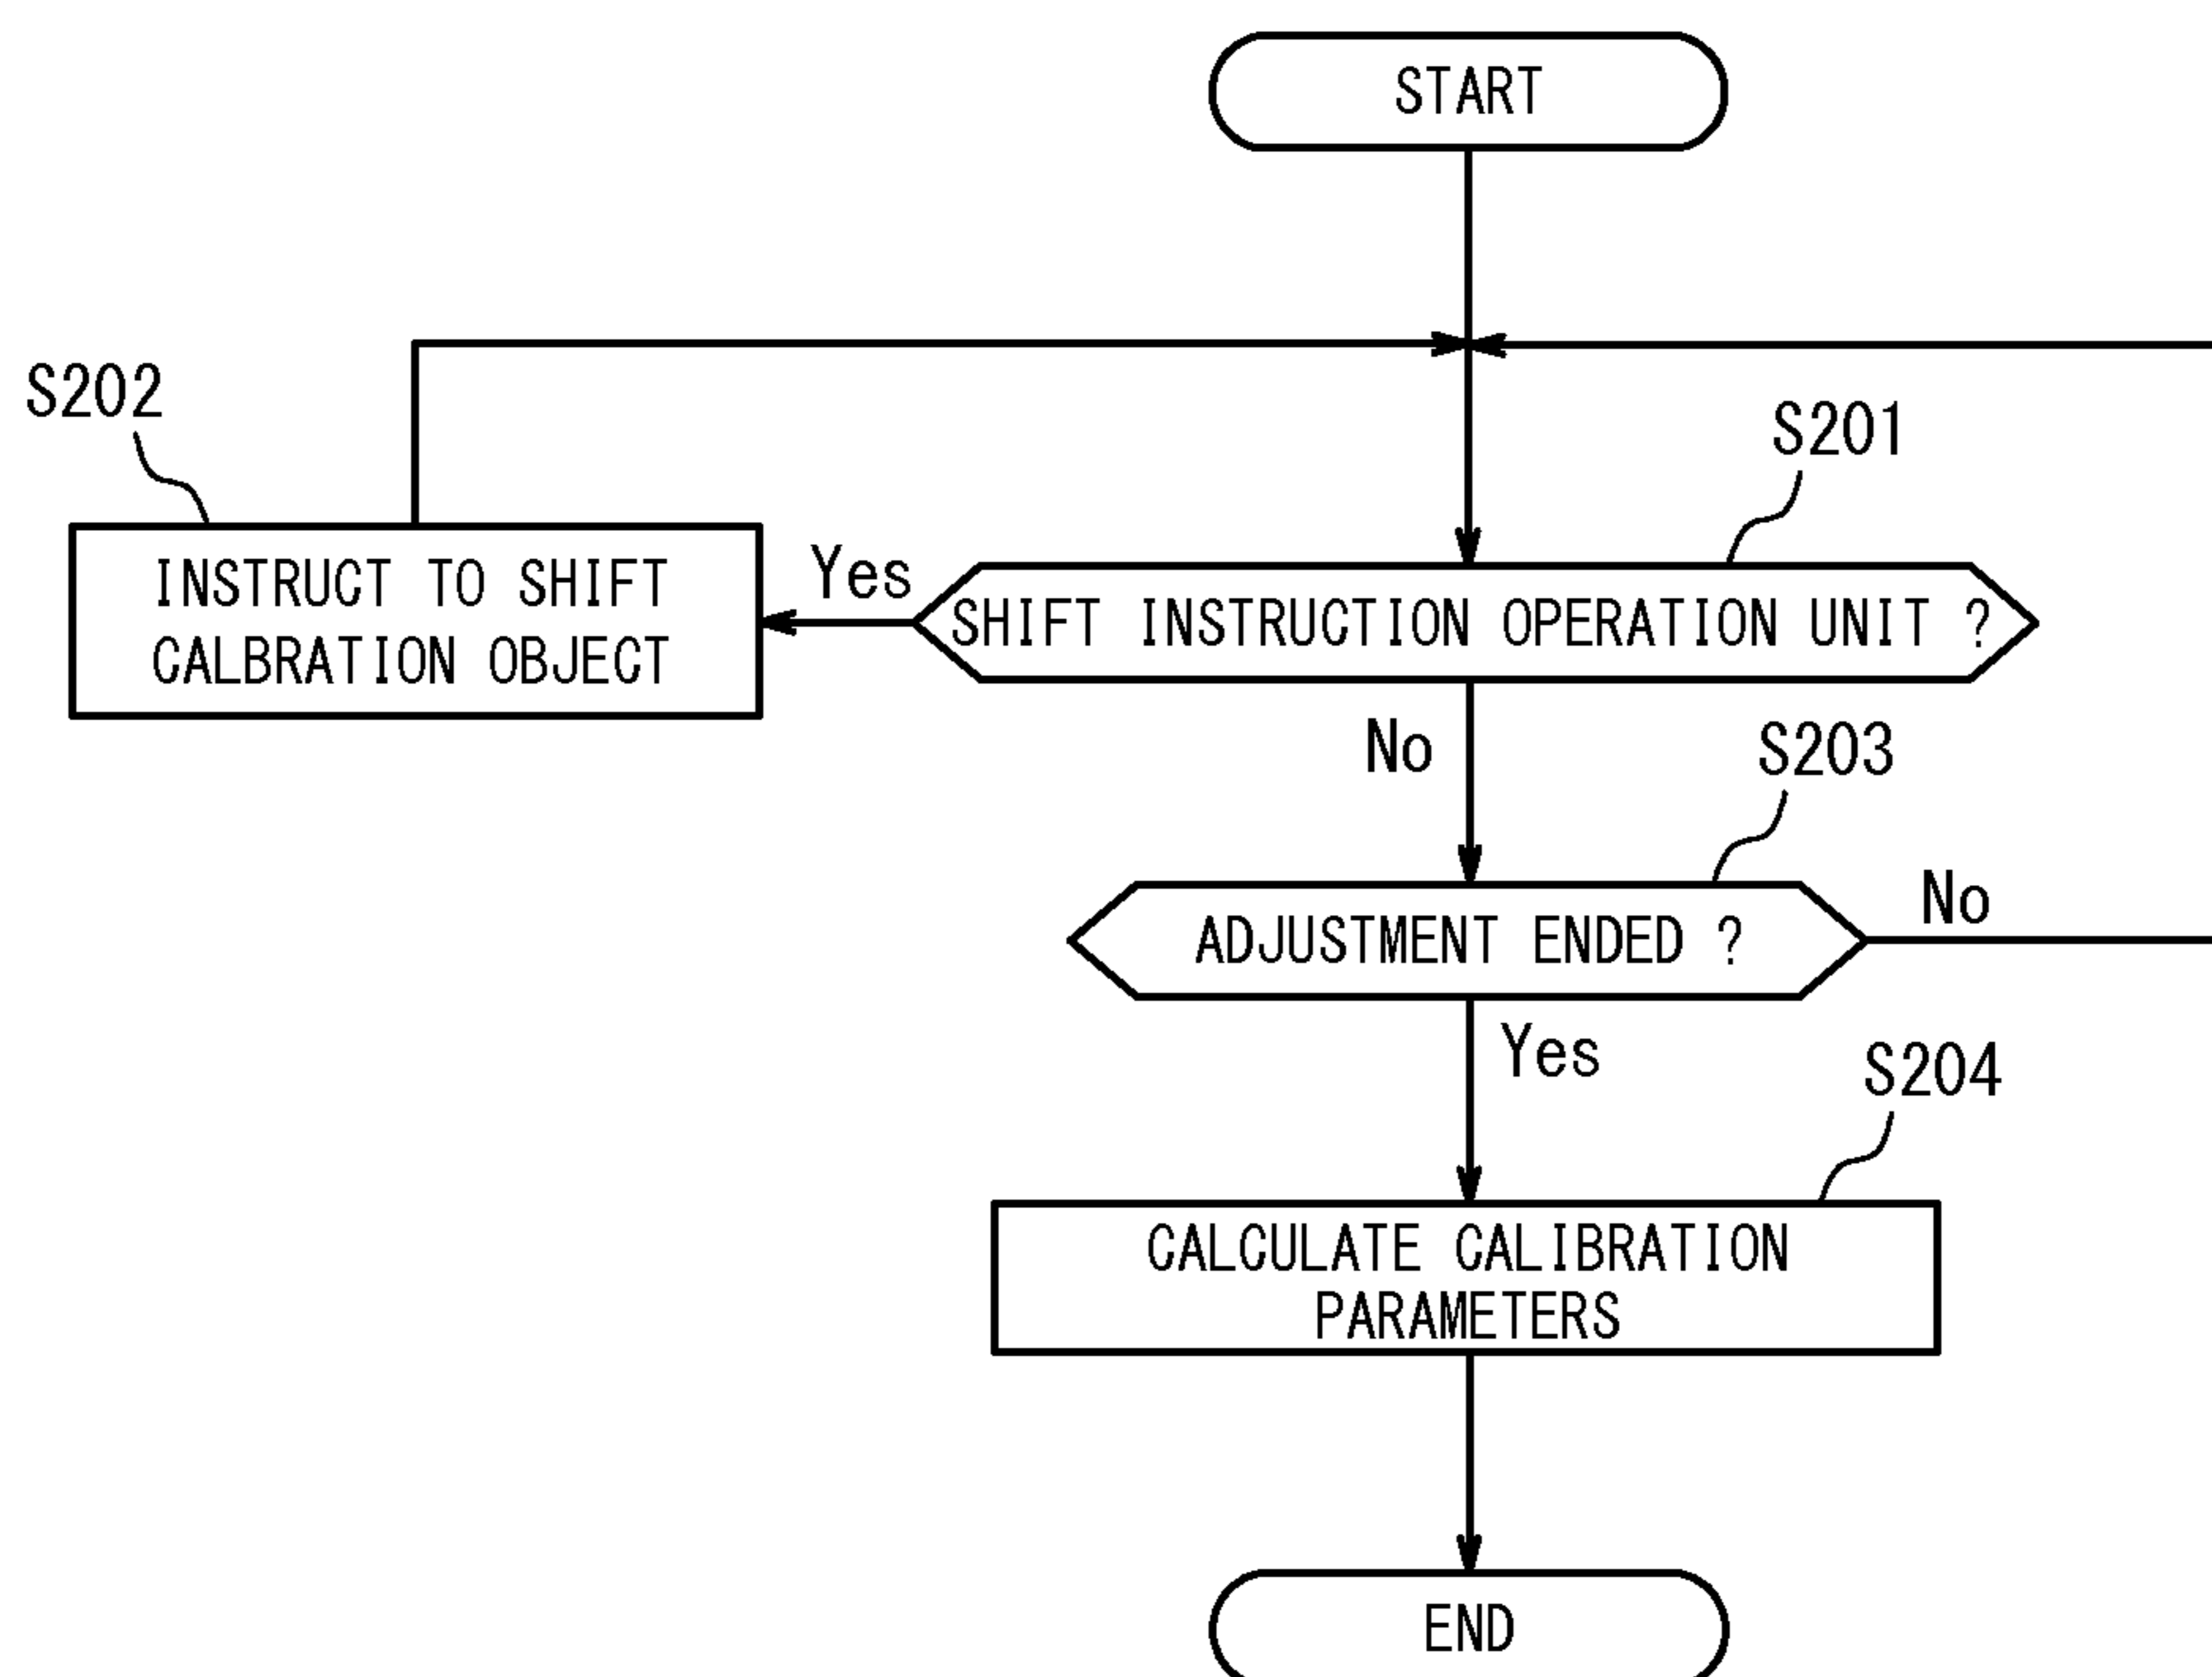 START
S202
S201
INSTRUCT TO SHIFT
CALBRATION OBJECT
Yes
SHIFT INSTRUCTION OPERATION UNIT ?
No
S203
ADJUSTMENT ENDED ?
No
Yes
S204
CALCULATE CALIBRATION
PARAMETERS
END